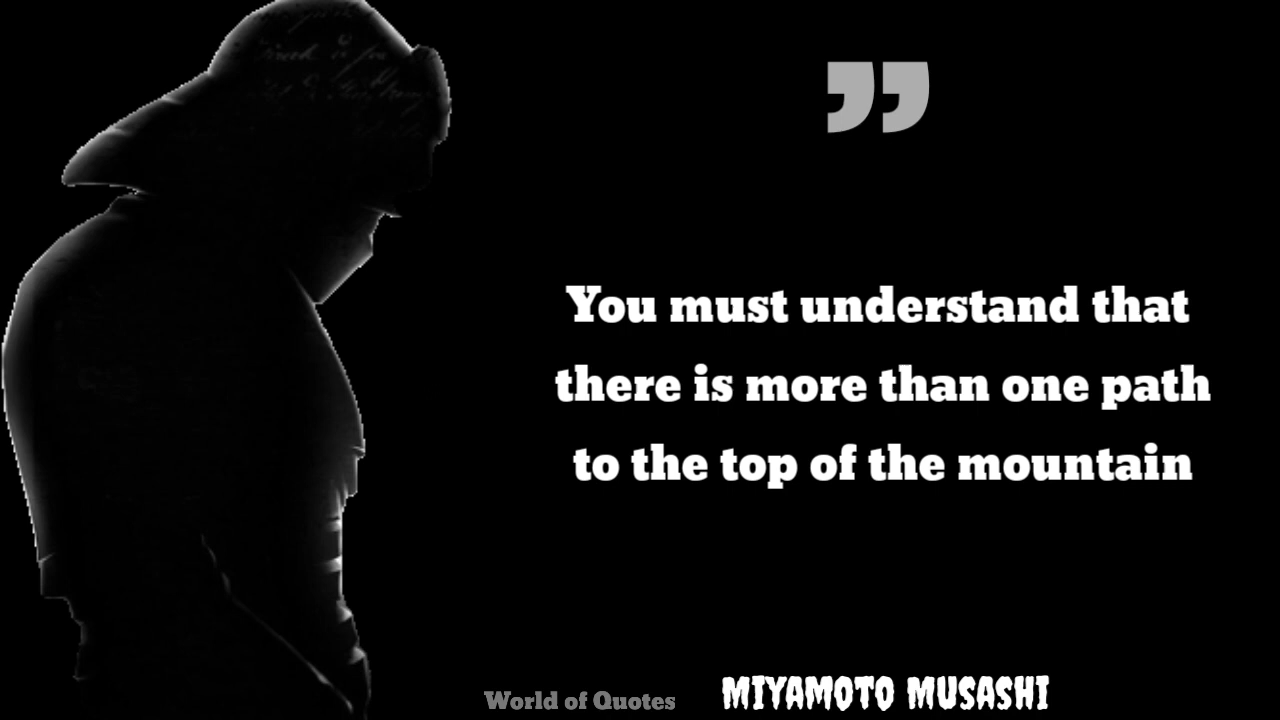 ”
You must understand that
there is more than one path
to the top of the mountain
World of Quotes
MIYAMOTO MUSASHI